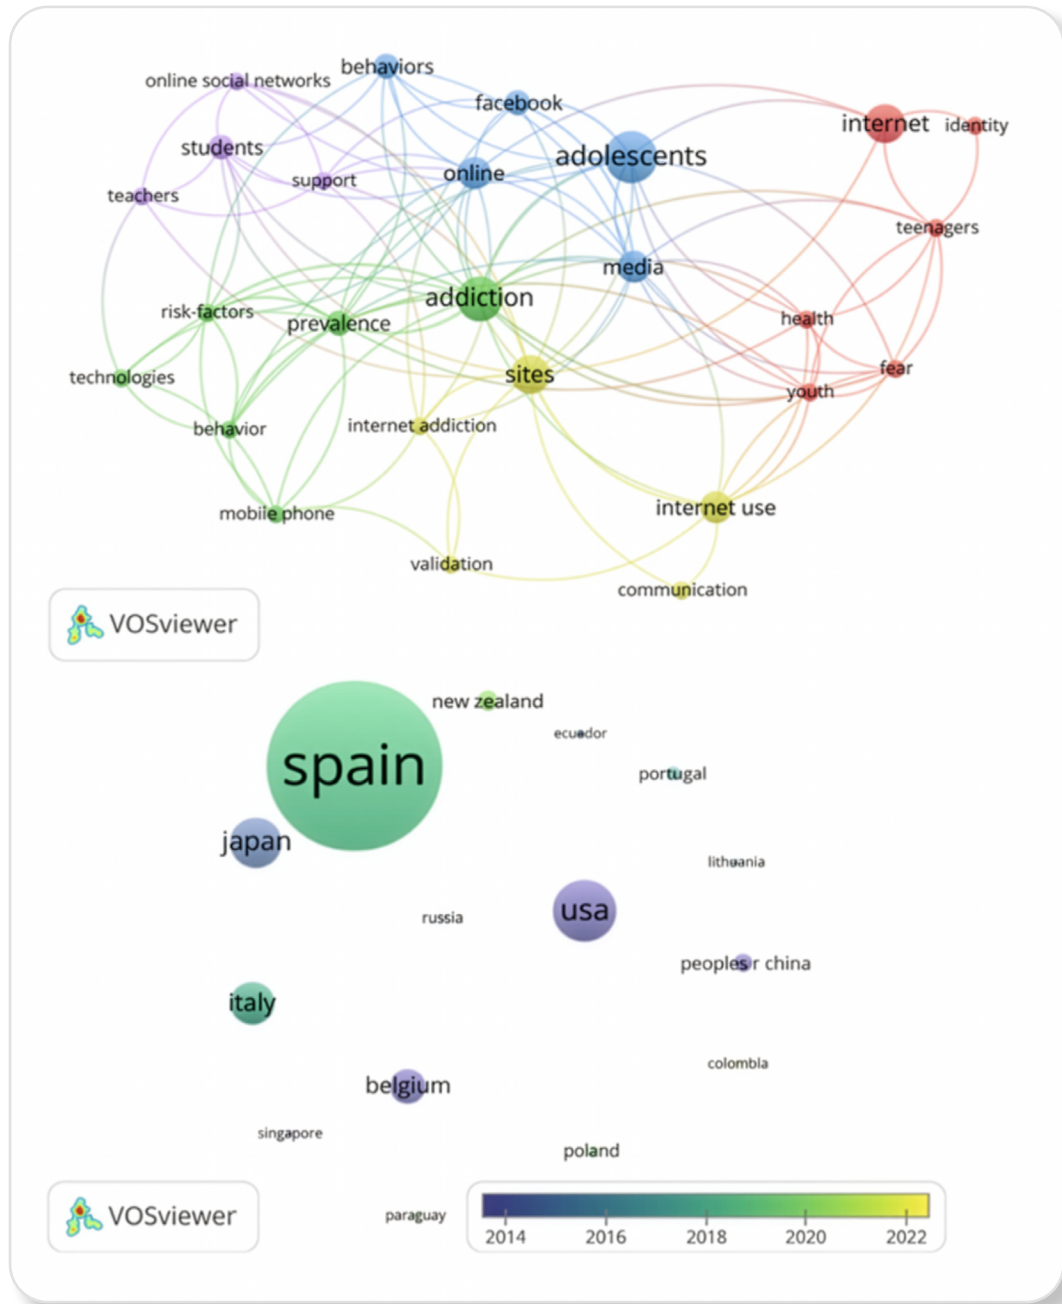 behaviors
online social networks
facebook
internet
identity
students
adolescents
online
support
teachers
teenagers
media
addiction
risk-factors
prevalence
health
technologies
sites
fear
youth
behavior
internet addiction
internet use
mobile phone
validation
communication
VOSviewer
new zealand
ecuador
spain
portugal
japan
lithuania
usa
russia
peoples r china
italy
colombla
belgium
singapore
poland
VOSviewer
paraguay
2014 2016 2018 2020 2022